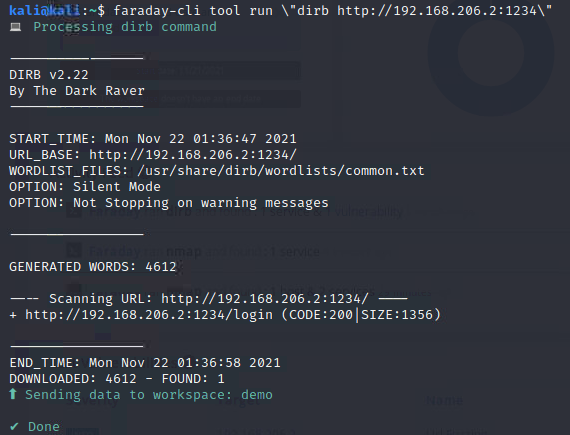 kali@kali:~$ faraday-cli tool run \"dirb http://192.168.206.2:1234\"
💻 Processing dirb command
-----------------
DIRB v2.22
By The Dark Raver
-----------------
START_TIME: Mon Nov 22 01:36:47 2021
URL_BASE: http://192.168.206.2:1234/
WORDLIST_FILES: /usr/share/dirb/wordlists/common.txt
OPTION: Silent Mode
OPTION: Not Stopping on warning messages
-----------------
GENERATED WORDS: 4612
---- Scanning URL: http://192.168.206.2:1234/ ----
+ http://192.168.206.2:1234/login (CODE:200|SIZE:1356)
-----------------
END_TIME: Mon Nov 22 01:36:58 2021
DOWNLOADED: 4612 - FOUND: 1
⬆ Sending data to workspace: demo
✔ Done